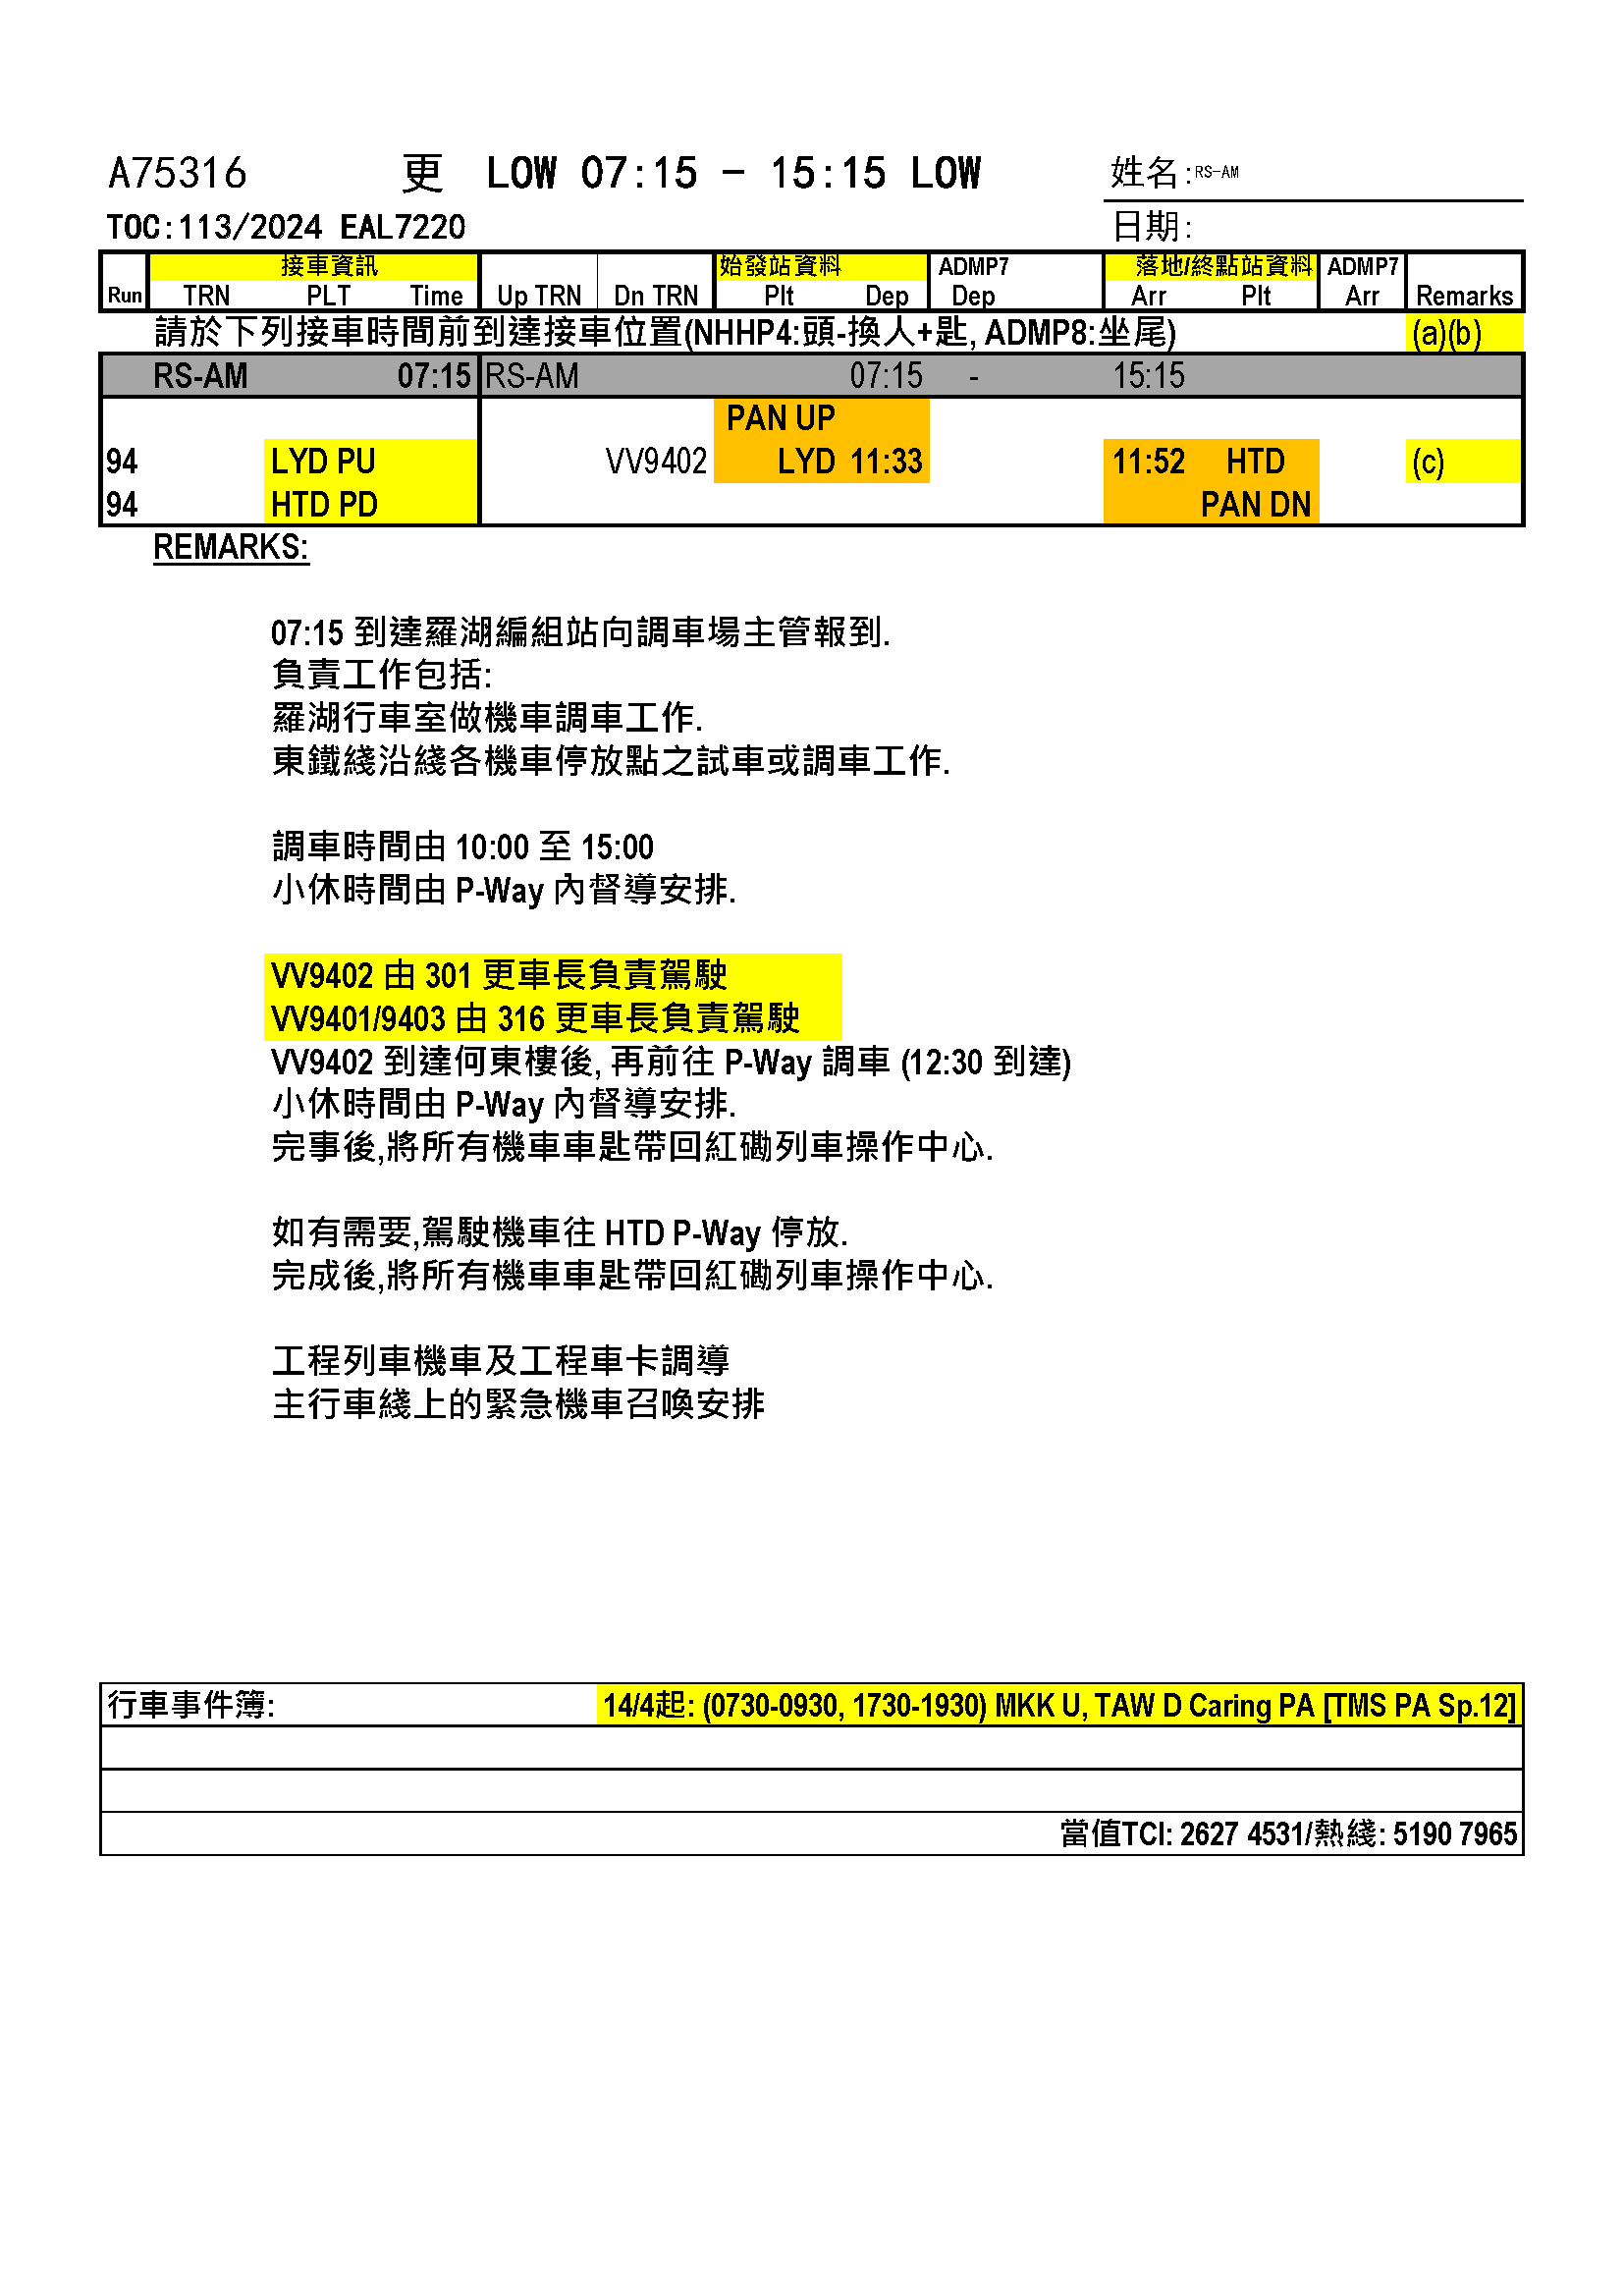 A75316 更 LOW 07:15 - 15:15 LOW 姓名:RS-AM
TOC:113/2024 EAL7220 日期:
接車資訊 始發站資料 ADMP7 落地/終點站資料 ADMP7
Run TRN PLT Time Up TRN Dn TRN Plt Dep Dep Arr Plt Arr Remarks
請於下列接車時間前到達接車位置(NHHP4:頭-換人+匙, ADMP8:坐尾) (a)(b)
RS-AM 07:15 RS-AM 07:15 - 15:15
PAN UP
94 LYD PU VV9402 LYD 11:33 11:52 HTD (c)
94 HTD PD PAN DN
REMARKS:
07:15 到達羅湖編組站向調車場主管報到.
負責工作包括:
羅湖行車室做機車調車工作.
東鐵綫沿綫各機車停放點之試車或調車工作.
調車時間由 10:00 至 15:00
小休時間由 P-Way 內督導安排.
VV9402 由 301 更車長負責駕駛
VV9401/9403 由 316 更車長負責駕駛
VV9402 到達何東樓後, 再前往 P-Way 調車 (12:30 到達)
小休時間由 P-Way 內督導安排.
完事後,將所有機車車匙帶回紅磡列車操作中心.
如有需要,駕駛機車往 HTD P-Way 停放.
完成後,將所有機車車匙帶回紅磡列車操作中心.
工程列車機車及工程車卡調導
主行車綫上的緊急機車召喚安排
行車事件簿: 14/4起: (0730-0930, 1730-1930) MKK U, TAW D Caring PA [TMS PA Sp.12]
當值TCI: 2627 4531/熱綫: 5190 7965